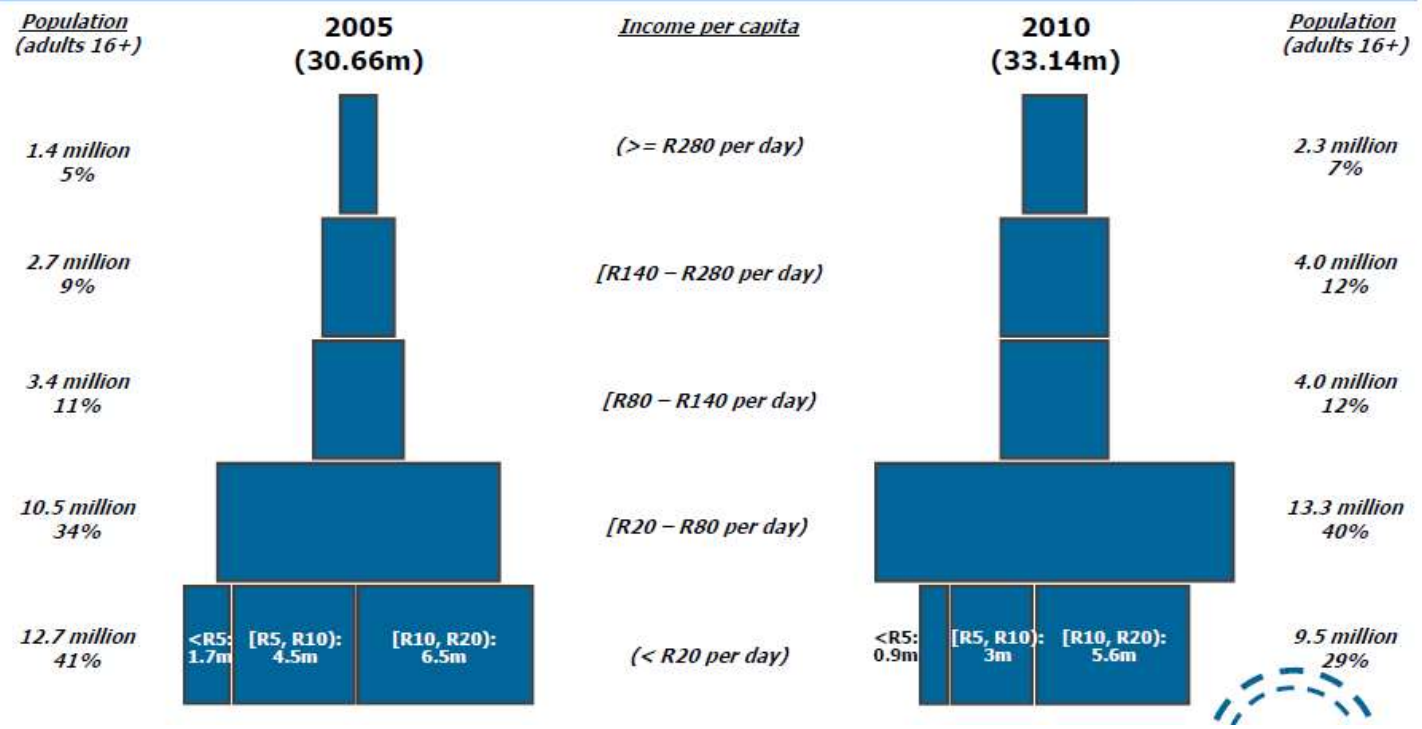 Population
(adults 16+)
2005
(30.66m)
Income per capita
2010
(33.14m)
Population
(adults 16+)
1.4 million
5%
(>= R280 per day)
2.3 million
7%
2.7 million
9%
[R140 – R280 per day)
4.0 million
12%
3.4 million
11%
[R80 – R140 per day)
4.0 million
12%
10.5 million
34%
[R20 – R80 per day)
13.3 million
40%
12.7 million
41%
<R5:
1.7m
[R5, R10):
4.5m
[R10, R20):
6.5m
(< R20 per day)
<R5:
0.9m
[R5, R10):
3m
[R10, R20):
5.6m
9.5 million
29%